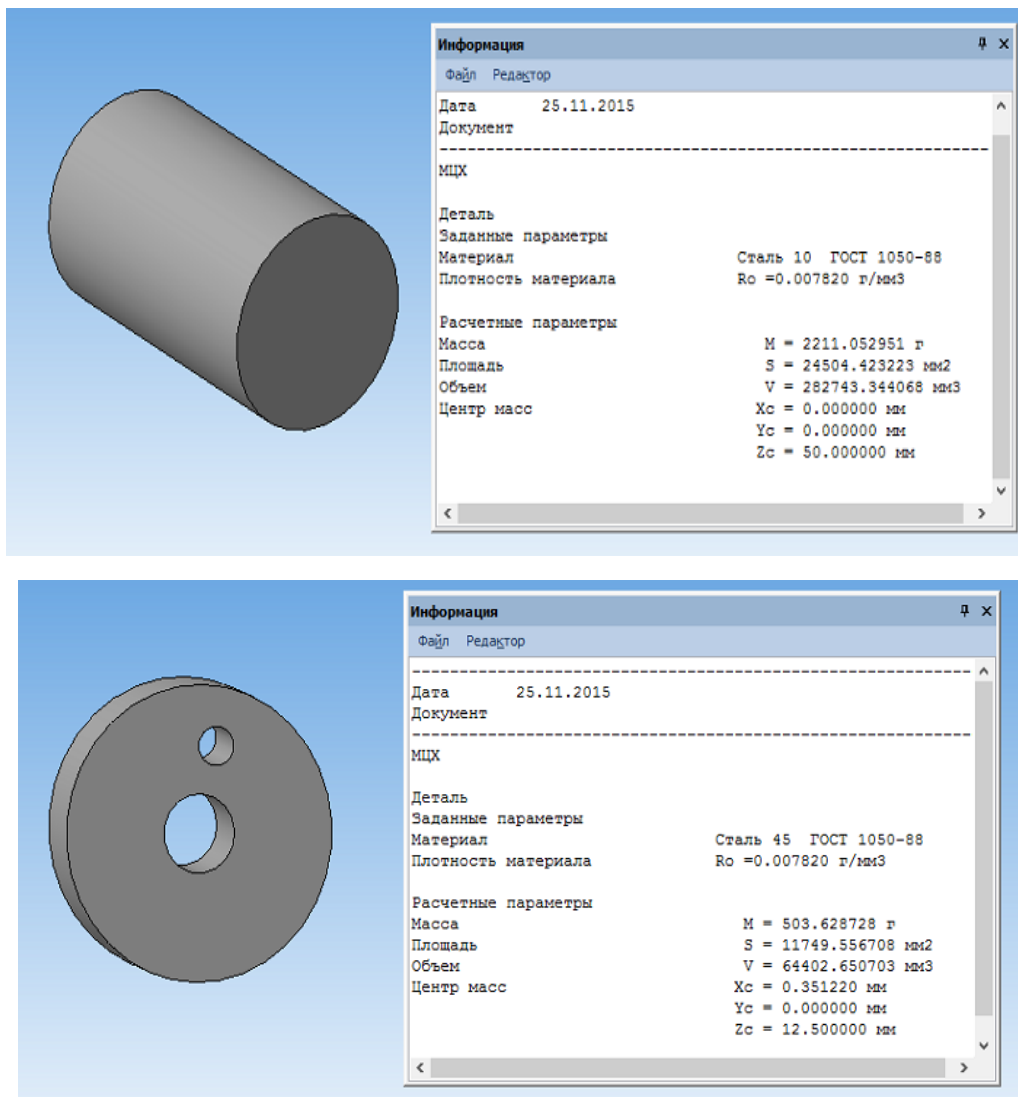 Информация
Файл Редактор
Дата 25.11.2015
Документ
------------------------------------------------------------
МЦХ
Деталь
Заданные параметры
Материал Сталь 10 ГОСТ 1050-88
Плотность материала Ro =0.007820 г/мм3
Расчетные параметры
Масса M = 2211.052951 г
Площадь S = 24504.423223 мм2
Объем V = 282743.344068 мм3
Центр масс Xc = 0.000000 мм
Yc = 0.000000 мм
Zc = 50.000000 мм
Информация
Файл Редактор
------------------------------------------------------------
Дата 25.11.2015
Документ
------------------------------------------------------------
МЦХ
Деталь
Заданные параметры
Материал Сталь 45 ГОСТ 1050-88
Плотность материала Ro =0.007820 г/мм3
Расчетные параметры
Масса M = 503.628728 г
Площадь S = 11749.556708 мм2
Объем V = 64402.650703 мм3
Центр масс Xc = 0.351220 мм
Yc = 0.000000 мм
Zc = 12.500000 мм